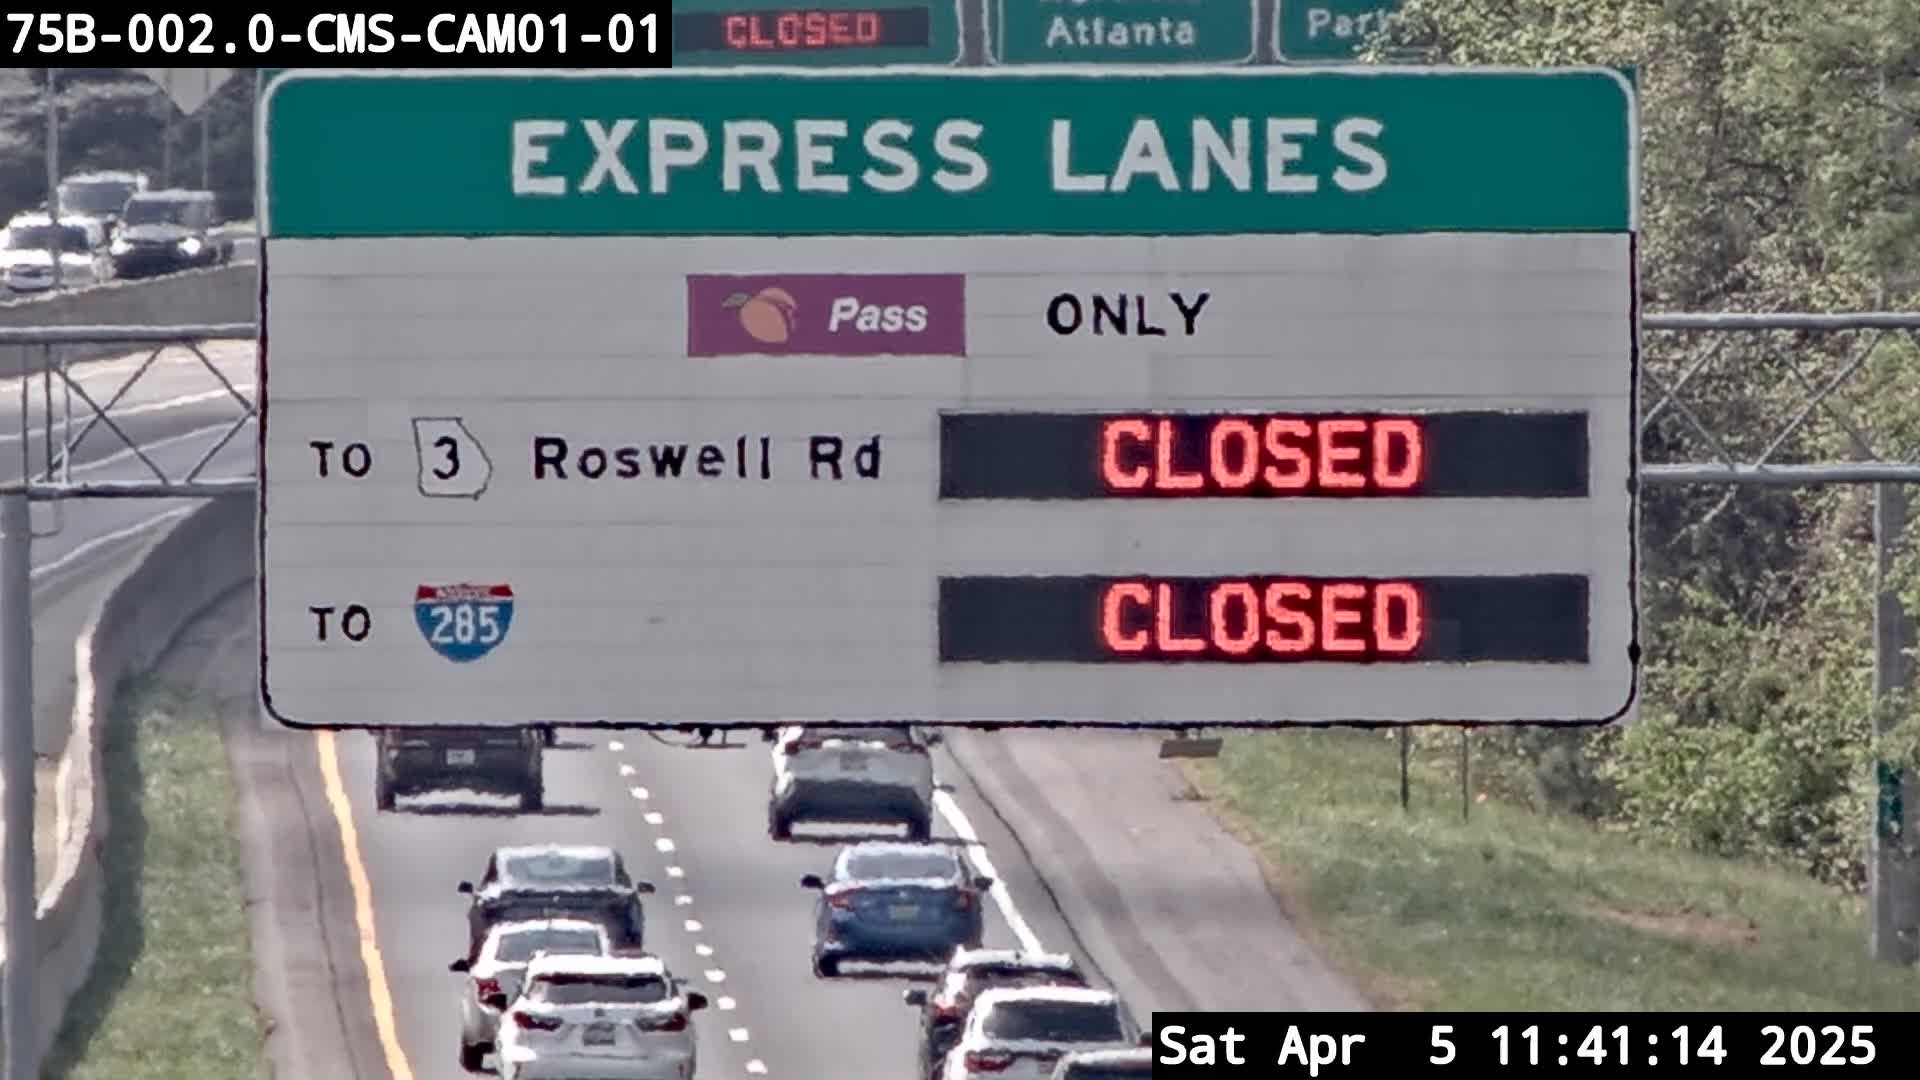 75B-002.0-CMS-CAM01-01
CLOSED
Atlanta
EXPRESS LANES
Pass ONLY
TO 3 Roswell Rd CLOSED
TO 285 CLOSED
Sat Apr 5 11:41:14 2025